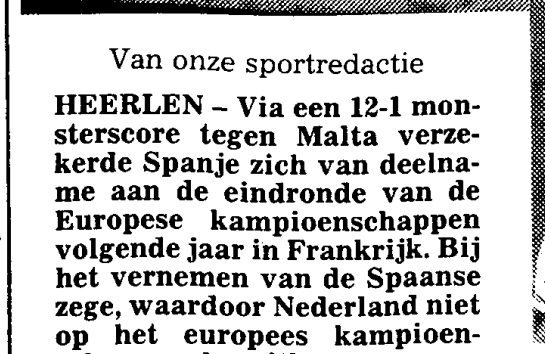 Van onze sportredactie
HEERLEN – Via een 12-1 mon-
sterscore tegen Malta verze-
kerde Spanje zich van deelna-
me aan de eindronde van de
Europese kampioenschappen
volgende jaar in Frankrijk. Bij
het vernemen van de Spaanse
zege, waardoor Nederland niet
op het europees kampioen-